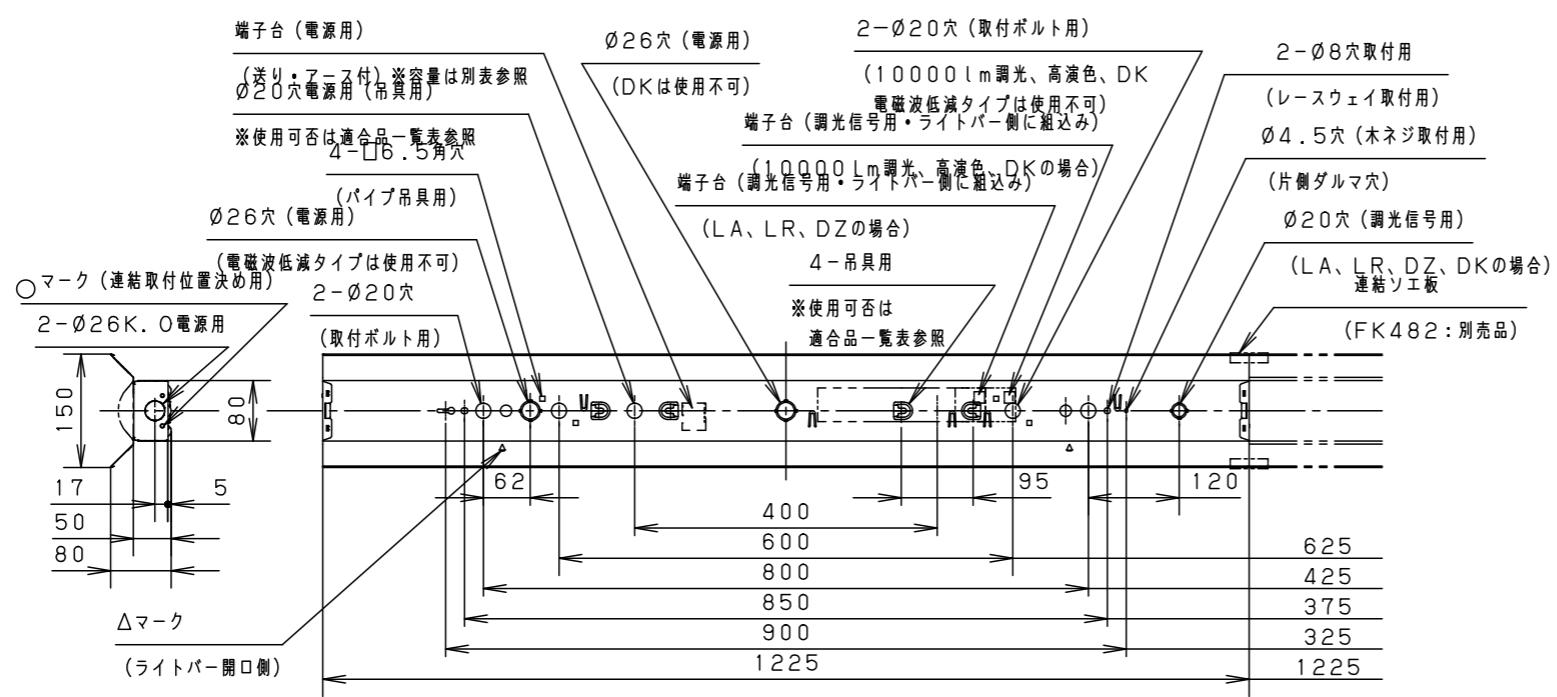 端子台（電源用）
（送り・アース付）※容量は別表参照
Ø20穴電源用（吊具用）
※使用可否は適合品一覧表参照
4－□6．5角穴
（パイプ吊具用）
Ø26穴（電源用）
（電磁波低減タイプは使用不可）
○マーク（連結取付位置決め用）
2－Ø26K．O電源用
2－Ø20穴
（取付ボルト用）
Ø26穴（電源用）
（DKは使用不可）
2－Ø20穴（取付ボルト用）
（10000lm調光、高演色、DK
電磁波低減タイプは使用不可）
端子台（調光信号用・ライトバー側に組込み）
（10000lm調光、高演色、DKの場合）
端子台（調光信号用・ライトバー側に組込み）
（LA、LR、DZの場合）
4－吊具用
※使用可否は
適合品一覧表参照
2－Ø8穴取付用
（レースウェイ取付用）
Ø4．5穴（木ネジ取付用）
（片側ダルマ穴）
Ø20穴（調光信号用）
（LA、LR、DZ、DKの場合）
連結ソエ板
（FK482：別売品）
150
80
17
5
50
80
62
95
120
400
600
625
800
425
850
375
900
325
1225
1225
△マーク
（ライトバー開口側）